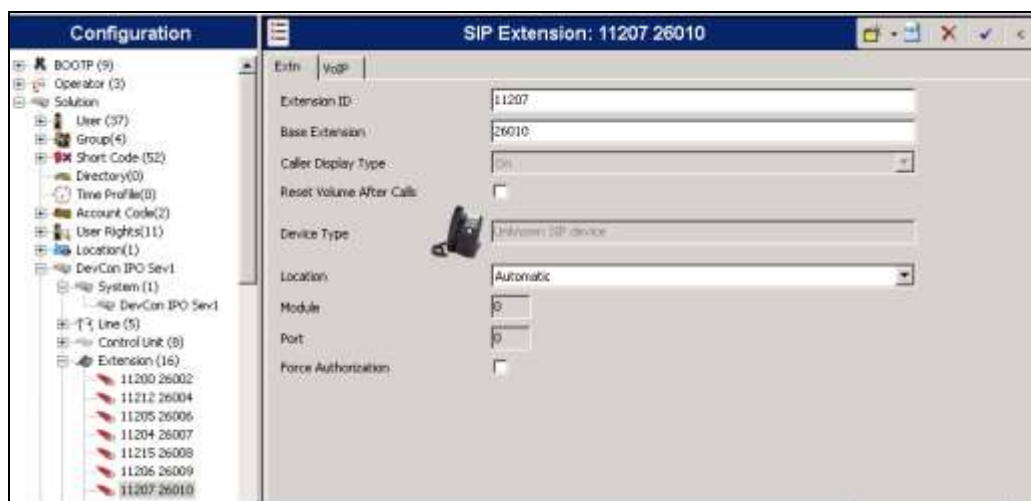 Configuration
BOOTP (9)
Operator (3)
Solution
User (37)
Group(4)
Short Code (52)
Directory(0)
Time Profile(0)
Account Code(2)
User Rights(11)
Location(1)
DevCon IPO Sev1
System (1)
DevCon IPO Sev1
Line (5)
Control Unit (8)
Extension (16)
11200 26002
11212 26004
11205 26006
11204 26007
11215 26008
11206 26009
11207 26010
SIP Extension: 11207 26010
Extn VoIP
Extension ID 11207
Base Extension 26010
Caller Display Type On
Reset Volume After Calls
Device Type Unknown SIP device
Location Automatic
Module 0
Port 0
Force Authorization